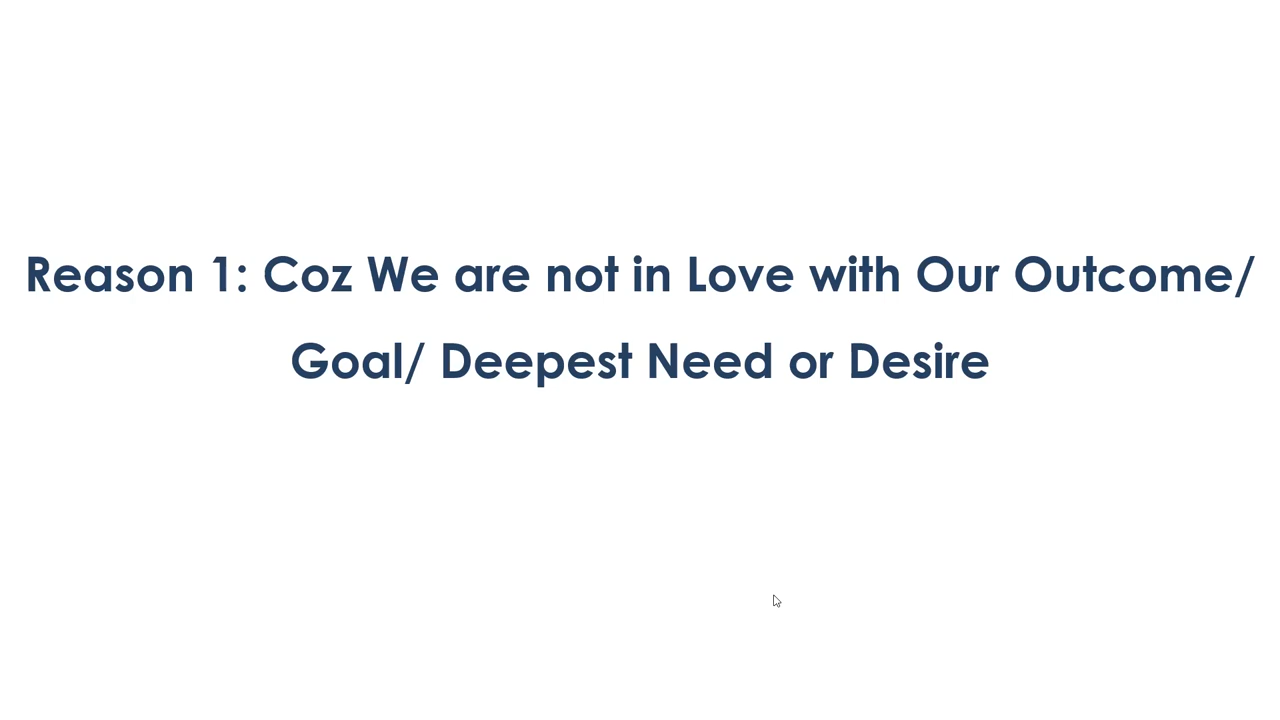 Reason 1: Coz We are not in Love with Our Outcome/
Goal/ Deepest Need or Desire